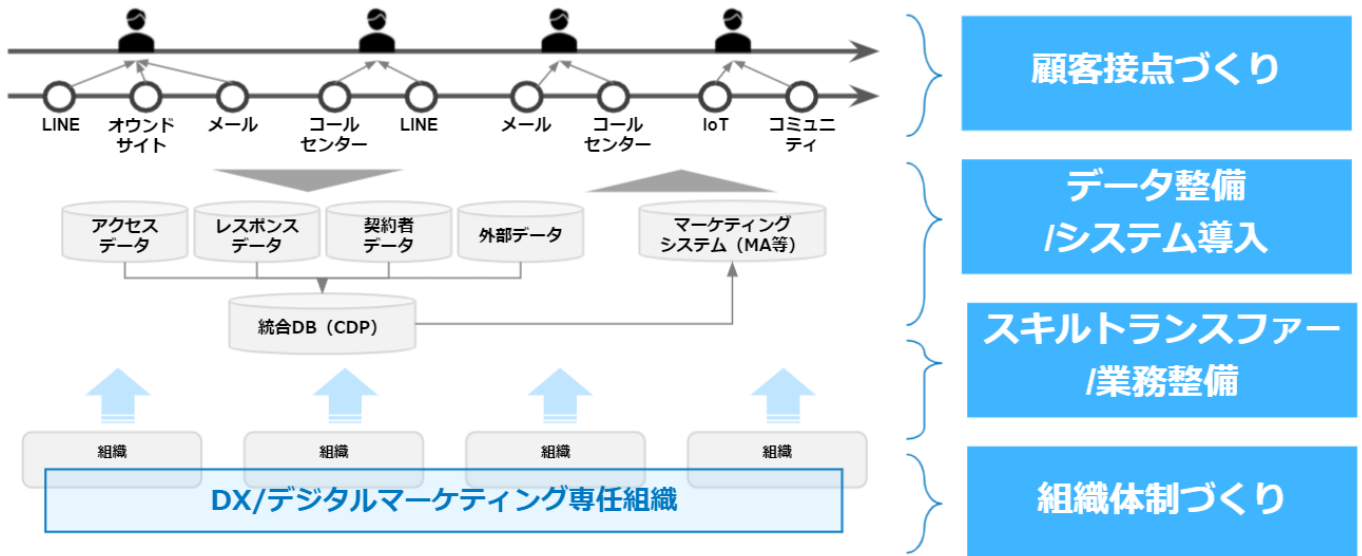 顧客接点づくり
LINE
オウンド
サイト
メール
コール
センター
LINE
メール
コール
センター
IoT
コミュニ
ティ
データ整備
/システム導入
アクセス
データ
レスポンス
データ
契約者
データ
外部データ
マーケティング
システム（MA等）
統合DB（CDP）
スキルトランスファー
/業務整備
組織
組織
組織
組織
DX/デジタルマーケティング専任組織
組織体制づくり